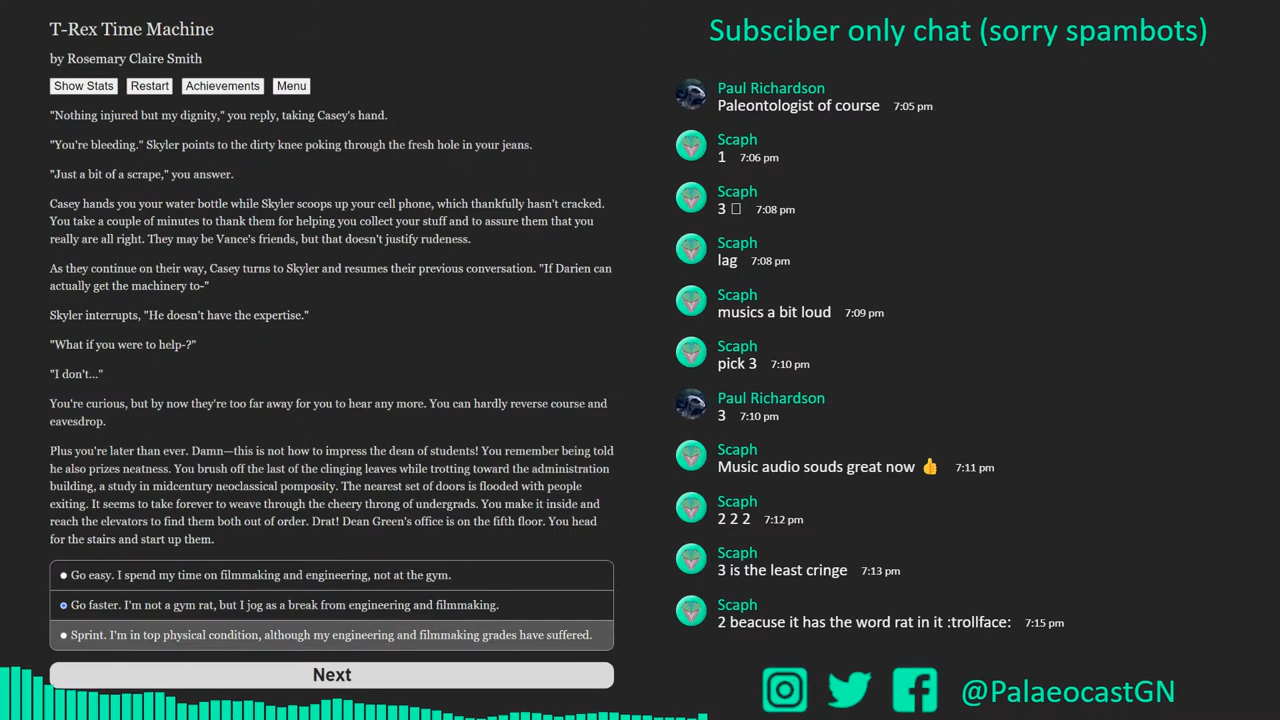 T-Rex Time Machine
by Rosemary Claire Smith
Show Stats Restart Achievements Menu
"Nothing injured but my dignity," you reply, taking Casey's hand.
"You're bleeding." Skyler points to the dirty knee poking through the fresh hole in your jeans.
"Just a bit of a scrape," you answer.
Casey hands you your water bottle while Skyler scoops up your cell phone, which thankfully hasn't cracked.
You take a couple of minutes to thank them for helping you collect your stuff and to assure them that you
really are all right. They may be Vance's friends, but that doesn't justify rudeness.
As they continue on their way, Casey turns to Skyler and resumes their previous conversation. "If Darien can
actually get the machinery to-"
Skyler interrupts, "He doesn't have the expertise."
"What if you were to help-?"
"I don't..."
You're curious, but by now they're too far away for you to hear any more. You can hardly reverse course and
eavesdrop.
Plus you're later than ever. Damn—this is not how to impress the dean of students! You remember being told
he also prizes neatness. You brush off the last of the clinging leaves while trotting toward the administration
building, a study in midcentury neoclassical pomposity. The nearest set of doors is flooded with people
exiting. It seems to take forever to weave through the cheery throng of undergrads. You make it inside and
reach the elevators to find them both out of order. Drat! Dean Green's office is on the fifth floor. You head
for the stairs and start up them.
Go easy. I spend my time on filmmaking and engineering, not at the gym.
Go faster. I'm not a gym rat, but I jog as a break from engineering and filmmaking.
Sprint. I'm in top physical condition, although my engineering and filmmaking grades have suffered.
Next
Subsciber only chat (sorry spambots)
Paul Richardson
Paleontologist of course 7:05 pm
Scaph
1 7:06 pm
Scaph
3 7:08 pm
Scaph
lag 7:08 pm
Scaph
musics a bit loud 7:09 pm
Scaph
pick 3 7:10 pm
Paul Richardson
3 7:10 pm
Scaph
Music audio souds great now 👍 7:11 pm
Scaph
2 2 2 7:12 pm
Scaph
3 is the least cringe 7:13 pm
Scaph
2 beacuse it has the word rat in it :trollface: 7:15 pm
@PalaeocastGN